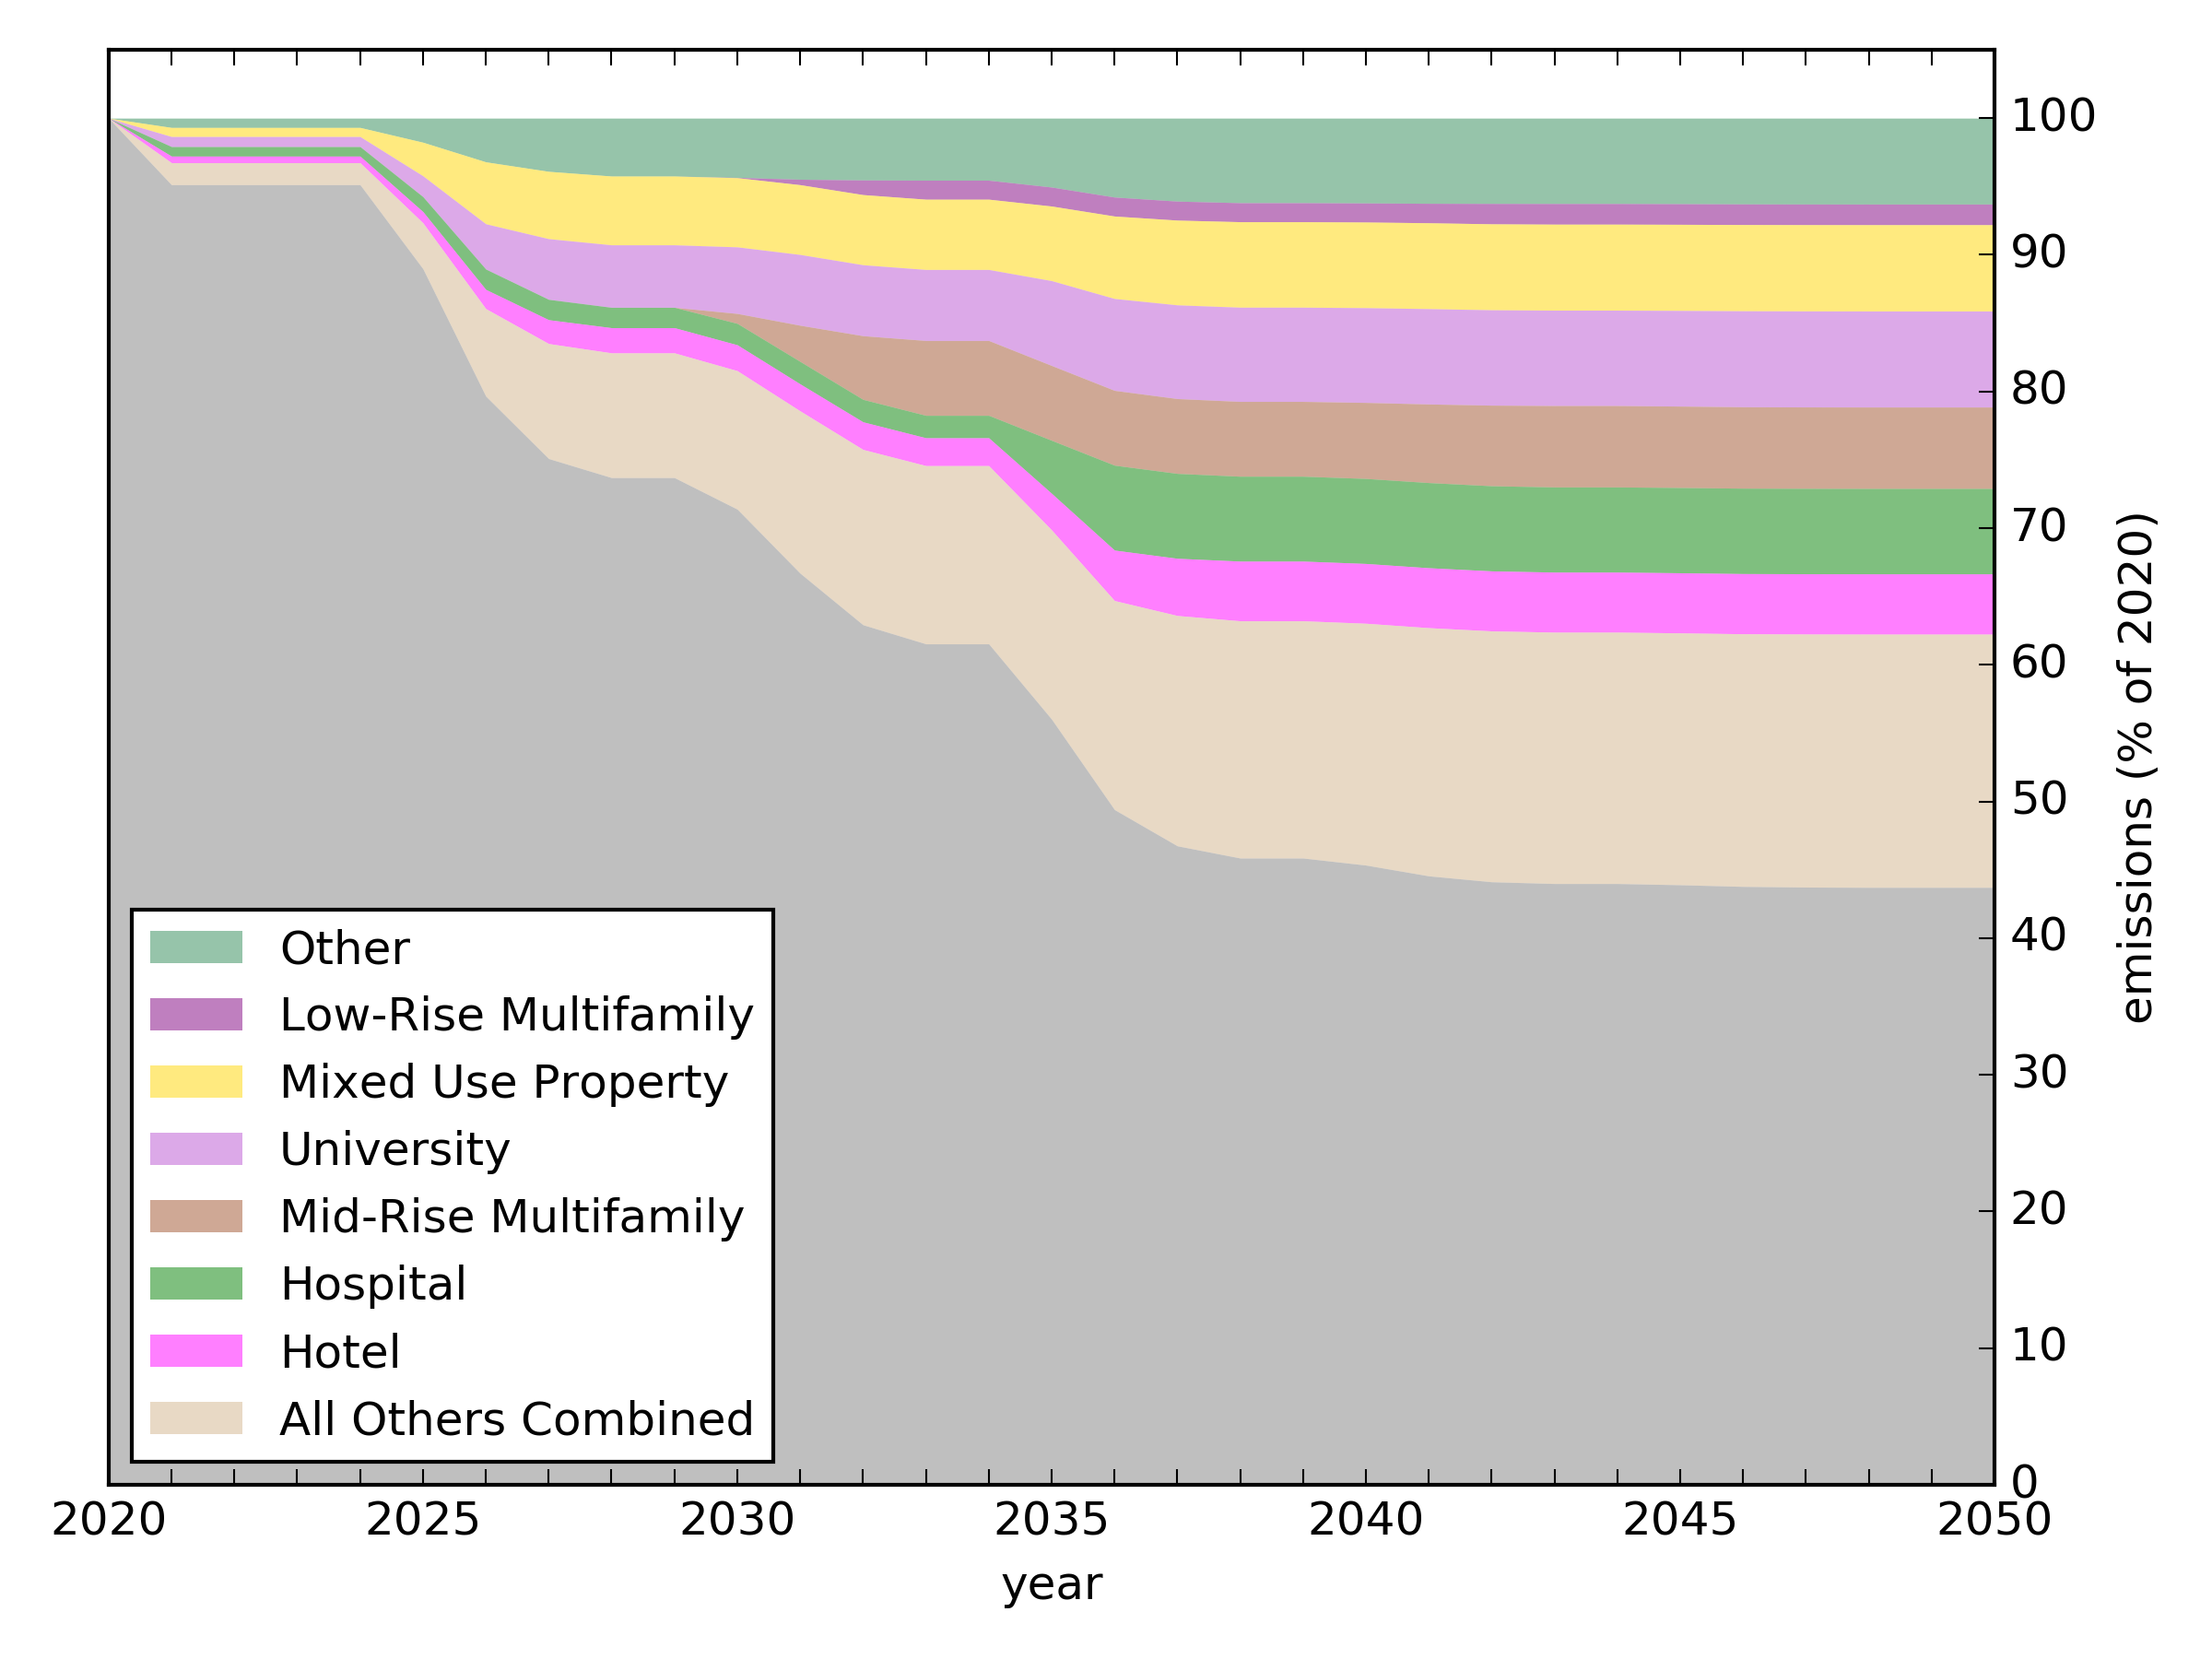 100
90
80
70
60
50
40
30
20
10
0
emissions (% of 2020)
Other
Low-Rise Multifamily
Mixed Use Property
University
Mid-Rise Multifamily
Hospital
Hotel
All Others Combined
2020 2025 2030 2035 2040 2045 2050
year